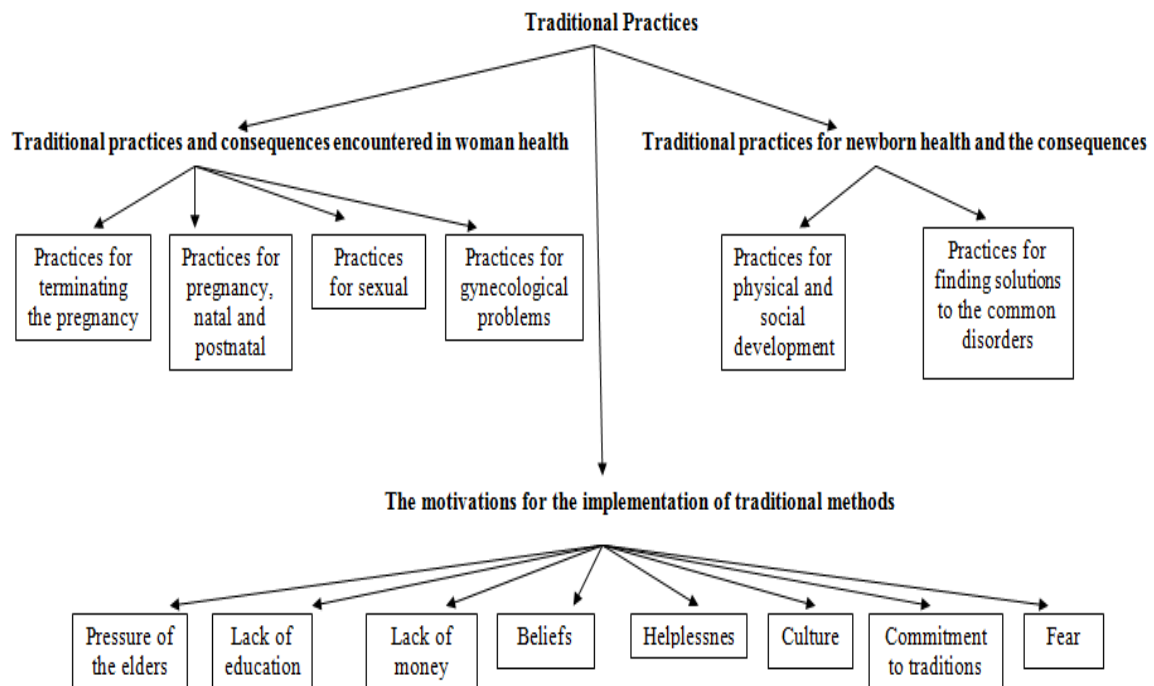 Traditional Practices
Traditional practices and consequences encountered in woman health
Traditional practices for newborn health and the consequences
Practices for
terminating
the pregnancy
Practices for
pregnancy,
natal and
postnatal
Practices
for sexual
Practices for
gynecological
problems
Practices for
physical and
social
development
Practices for
finding solutions
to the common
disorders
The motivations for the implementation of traditional methods
Pressure of
the elders
Lack of
education
Lack of
money
Beliefs
Helplessnes
Culture
Commitment
to traditions
Fear